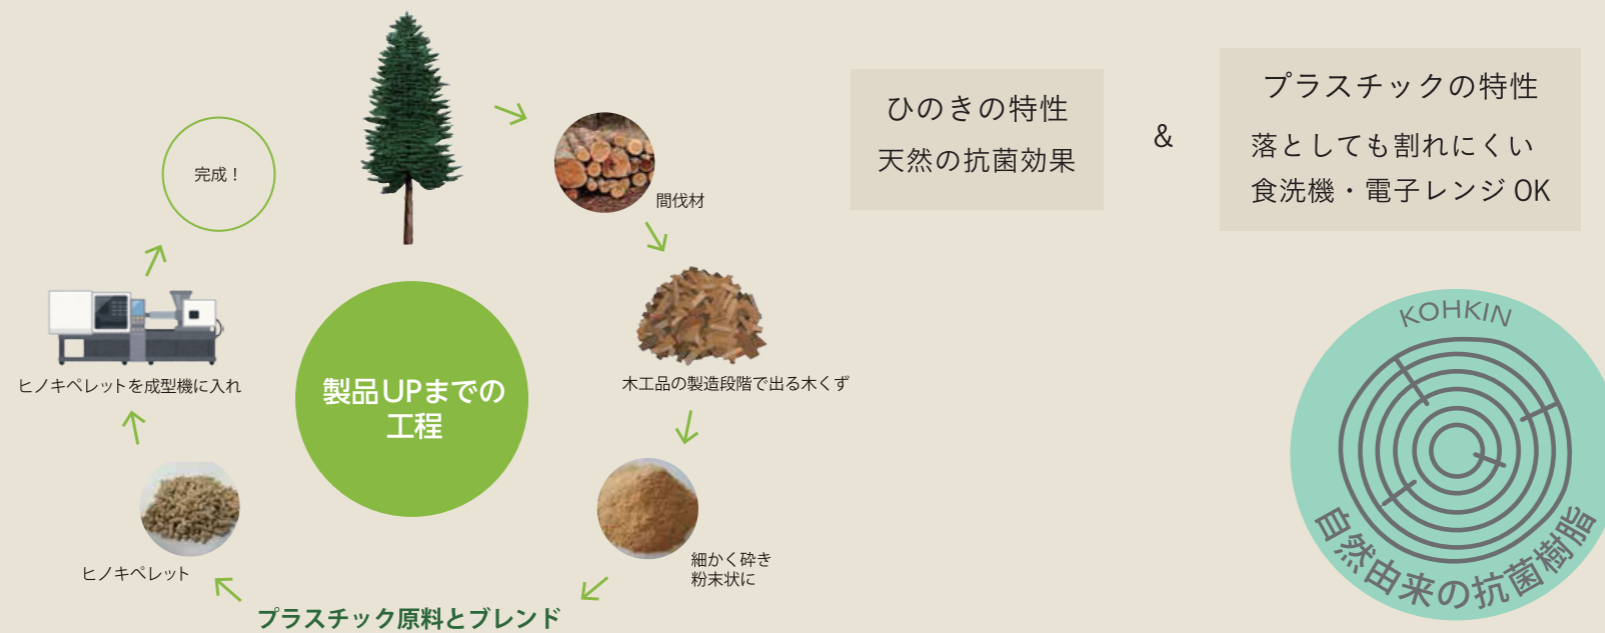 製品UPまでの
工程
間伐材
木工品の製造段階で出る木くず
細かく砕き
粉末状に
プラスチック原料とブレンド
ヒノキペレット
ヒノキペレットを成型機に入れ
完成！
ひのきの特性
天然の抗菌効果
&
プラスチックの特性
落としても割れにくい
食洗機・電子レンジ OK
KOHKIN
自然由来の抗菌樹脂